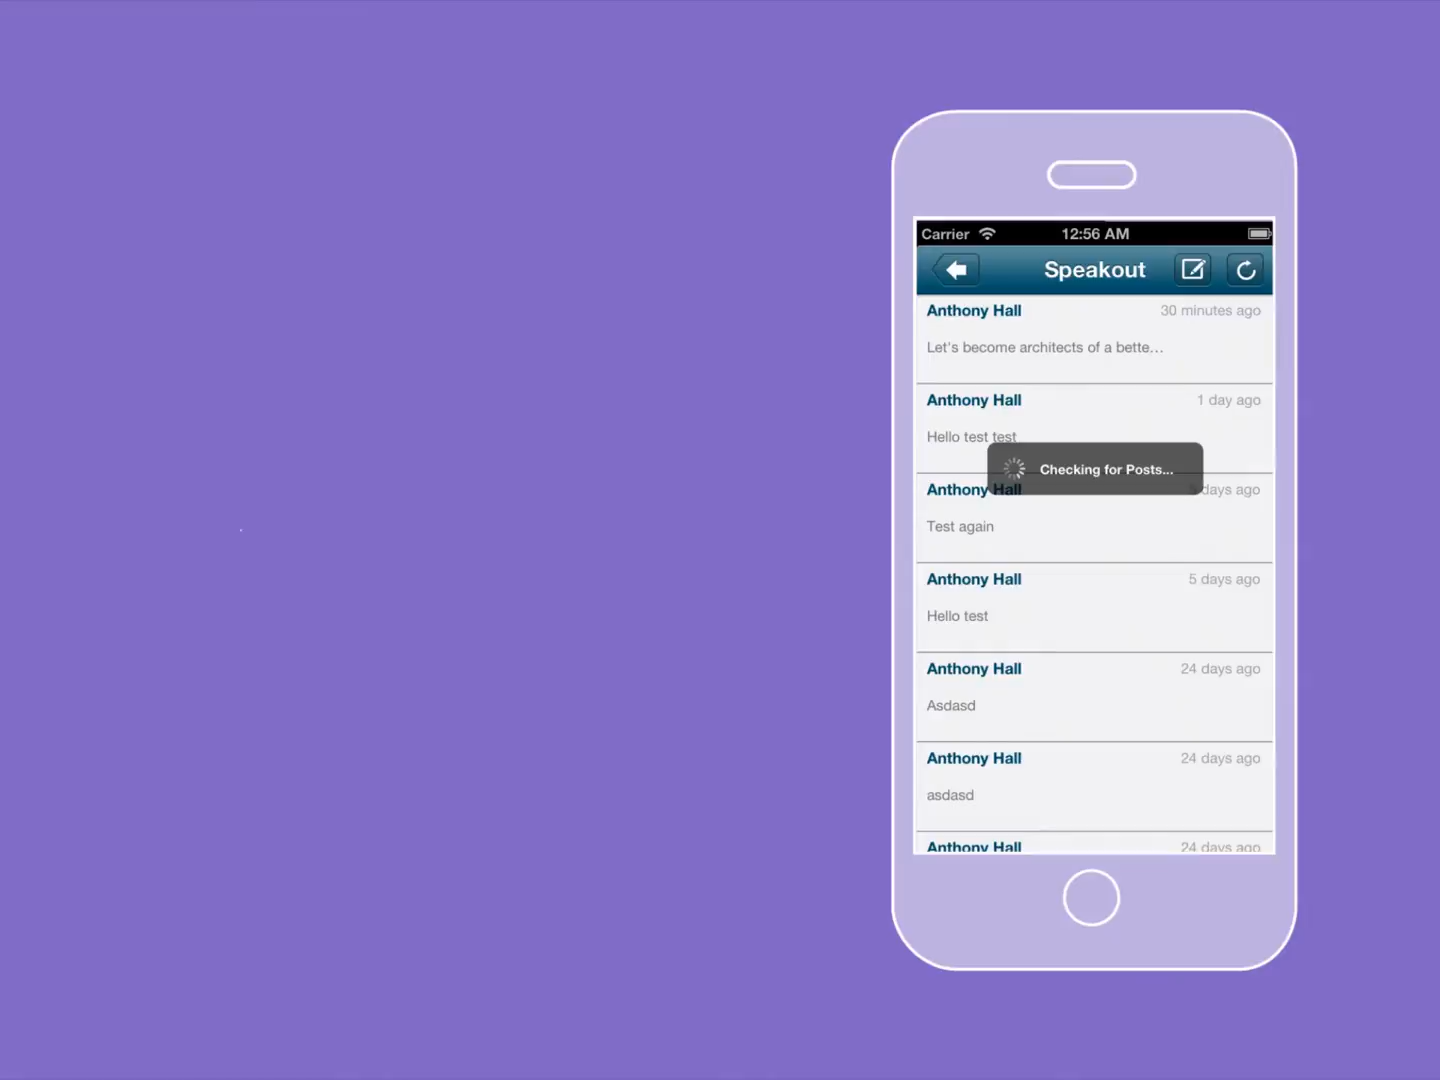 Carrier 12:56 AM
Speakout
Anthony Hall 30 minutes ago
Let's become architects of a bette...
Anthony Hall 1 day ago
Hello test test
Checking for Posts...
Anthony Hall days ago
Test again
Anthony Hall 5 days ago
Hello test
Anthony Hall 24 days ago
Asdasd
Anthony Hall 24 days ago
asdasd
Anthony Hall 24 days ago